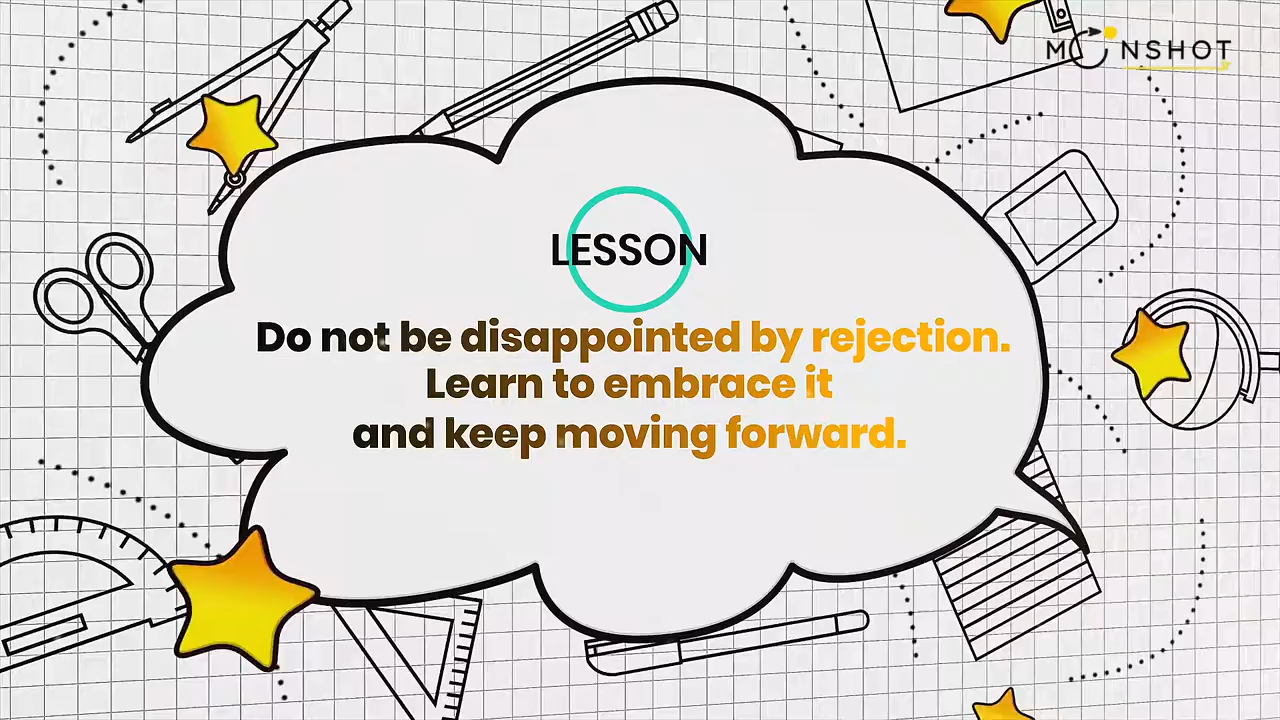 MOONSHOT
LESSON
Do not be disappointed by rejection.
Learn to embrace it
and keep moving forward.